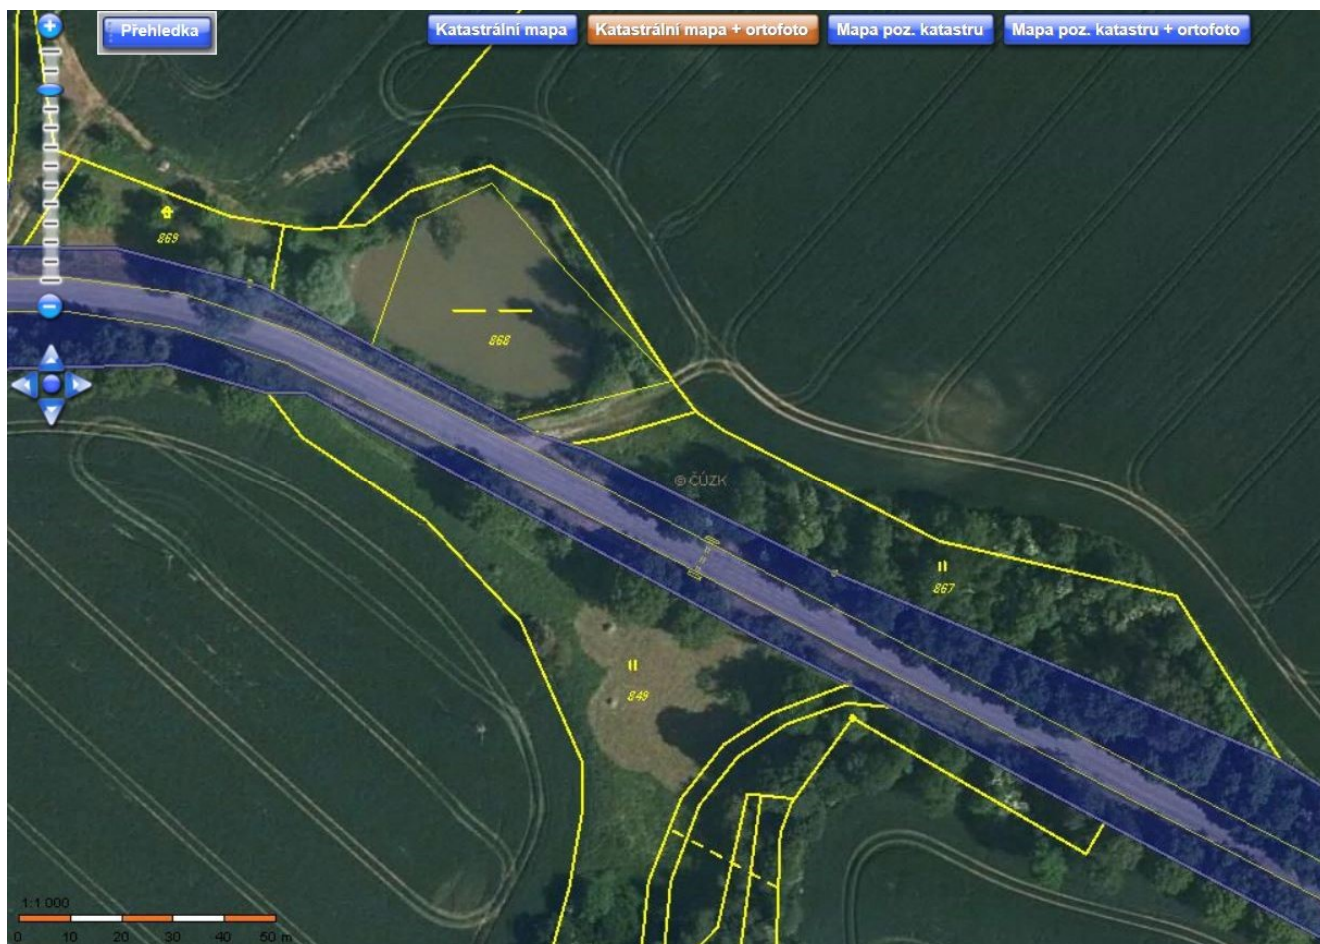 Přehledka
Katastrální mapa
Katastrální mapa + ortofoto
Mapa poz. katastru
Mapa poz. katastru + ortofoto
869
868
© ČÚZK
867
849
1:1 000
0 10 20 30 40 50 m